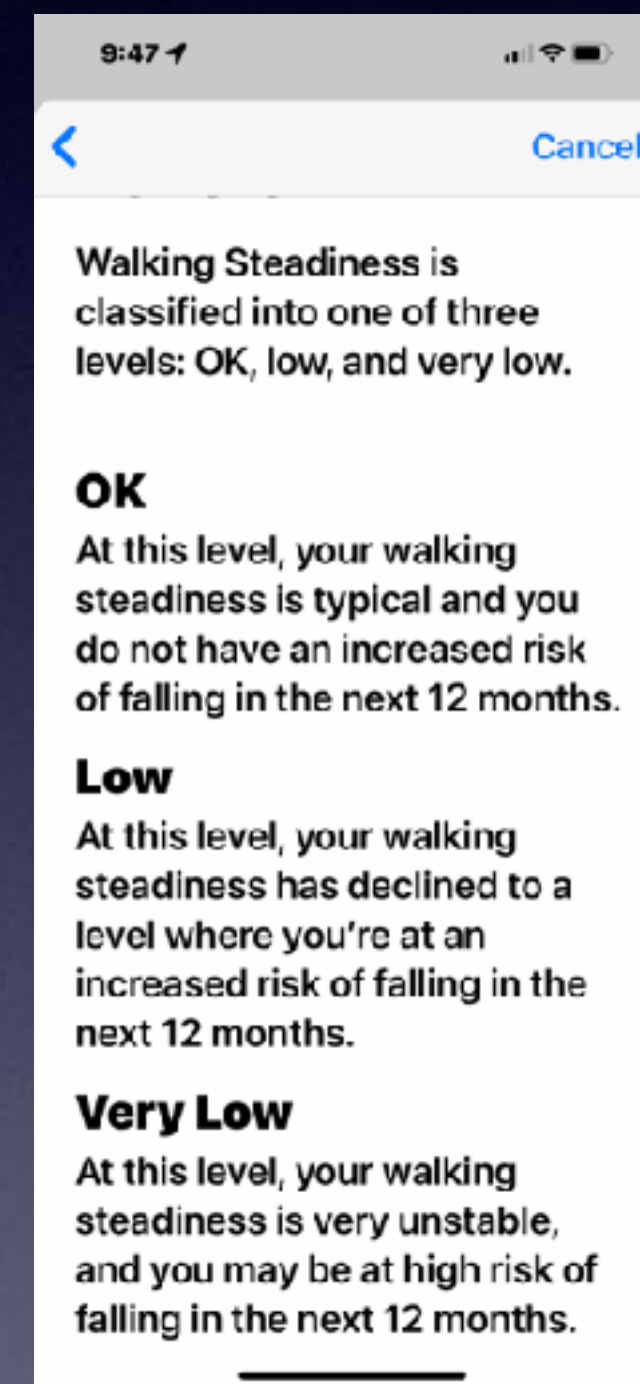 9:47
Cancel
Walking Steadiness is
classified into one of three
levels: OK, low, and very low.
OK
At this level, your walking
steadiness is typical and you
do not have an increased risk
of falling in the next 12 months.
Low
At this level, your walking
steadiness has declined to a
level where you're at an
increased risk of falling in the
next 12 months.
Very Low
At this level, your walking
steadiness is very unstable,
and you may be at high risk of
falling in the next 12 months.